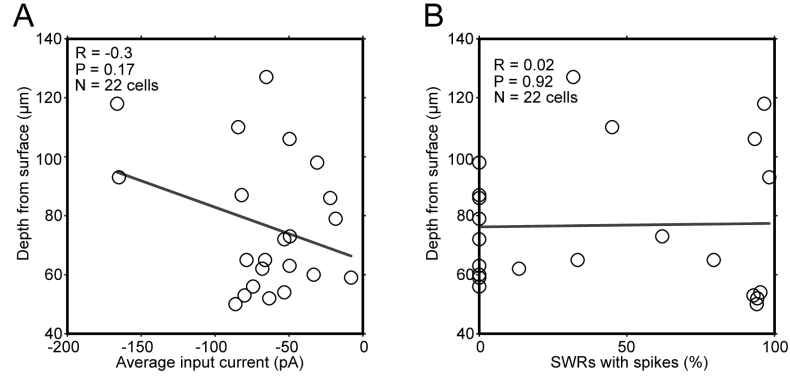 A
B
R = -0.3
P = 0.17
N = 22 cells
140
120
100
80
60
40
Depth from surface (µm)
-200
-150
-100
-50
0
Average input current (pA)
R = 0.02
P = 0.92
N = 22 cells
140
120
100
80
60
40
Depth from surface (µm)
0
50
100
SWRs with spikes (%)